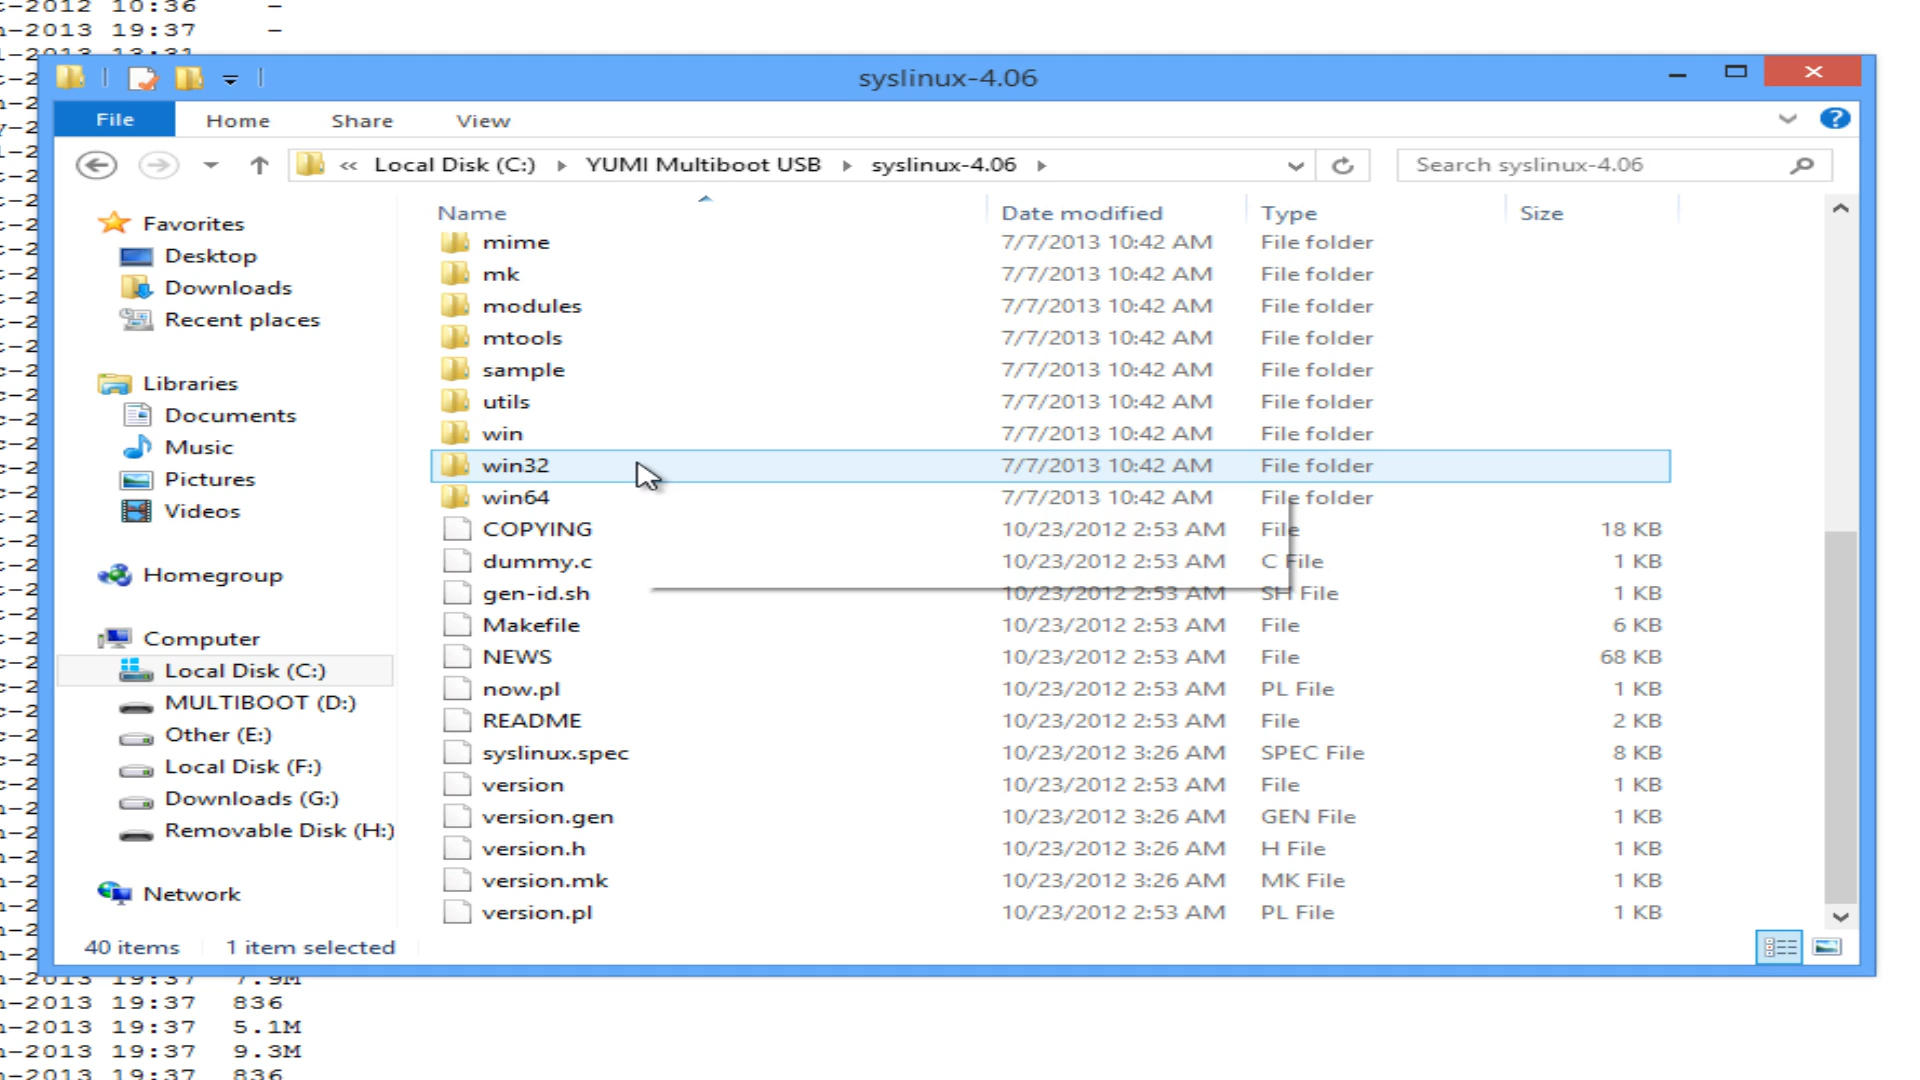 -2012 10:36 -
-2013 19:37 -
-2013 13:31
syslinux-4.06
File Home Share View
« Local Disk (C:) YUMI Multiboot USB syslinux-4.06 Search syslinux-4.06
Name Date modified Type Size
Favorites
Desktop
Downloads
Recent places
Libraries
Documents
Music
Pictures
Videos
Homegroup
Computer
Local Disk (C:)
MULTIBOOT (D:)
Other (E:)
Local Disk (F:)
Downloads (G:)
Removable Disk (H:)
Network
mime 7/7/2013 10:42 AM File folder
mk 7/7/2013 10:42 AM File folder
modules 7/7/2013 10:42 AM File folder
mtools 7/7/2013 10:42 AM File folder
sample 7/7/2013 10:42 AM File folder
utils 7/7/2013 10:42 AM File folder
win 7/7/2013 10:42 AM File folder
win32 7/7/2013 10:42 AM File folder
win64 7/7/2013 10:42 AM File folder
COPYING 10/23/2012 2:53 AM File 18 KB
dummy.c 10/23/2012 2:53 AM C File 1 KB
gen-id.sh 10/23/2012 2:53 AM SH File 1 KB
Makefile 10/23/2012 2:53 AM File 6 KB
NEWS 10/23/2012 2:53 AM File 68 KB
now.pl 10/23/2012 2:53 AM PL File 1 KB
README 10/23/2012 2:53 AM File 2 KB
syslinux.spec 10/23/2012 3:26 AM SPEC File 8 KB
version 10/23/2012 2:53 AM File 1 KB
version.gen 10/23/2012 3:26 AM GEN File 1 KB
version.h 10/23/2012 3:26 AM H File 1 KB
version.mk 10/23/2012 3:26 AM MK File 1 KB
version.pl 10/23/2012 2:53 AM PL File 1 KB
40 items 1 item selected
-2013 19:37 7.9M
-2013 19:37 836
-2013 19:37 5.1M
-2013 19:37 9.3M
-2013 19:37 836